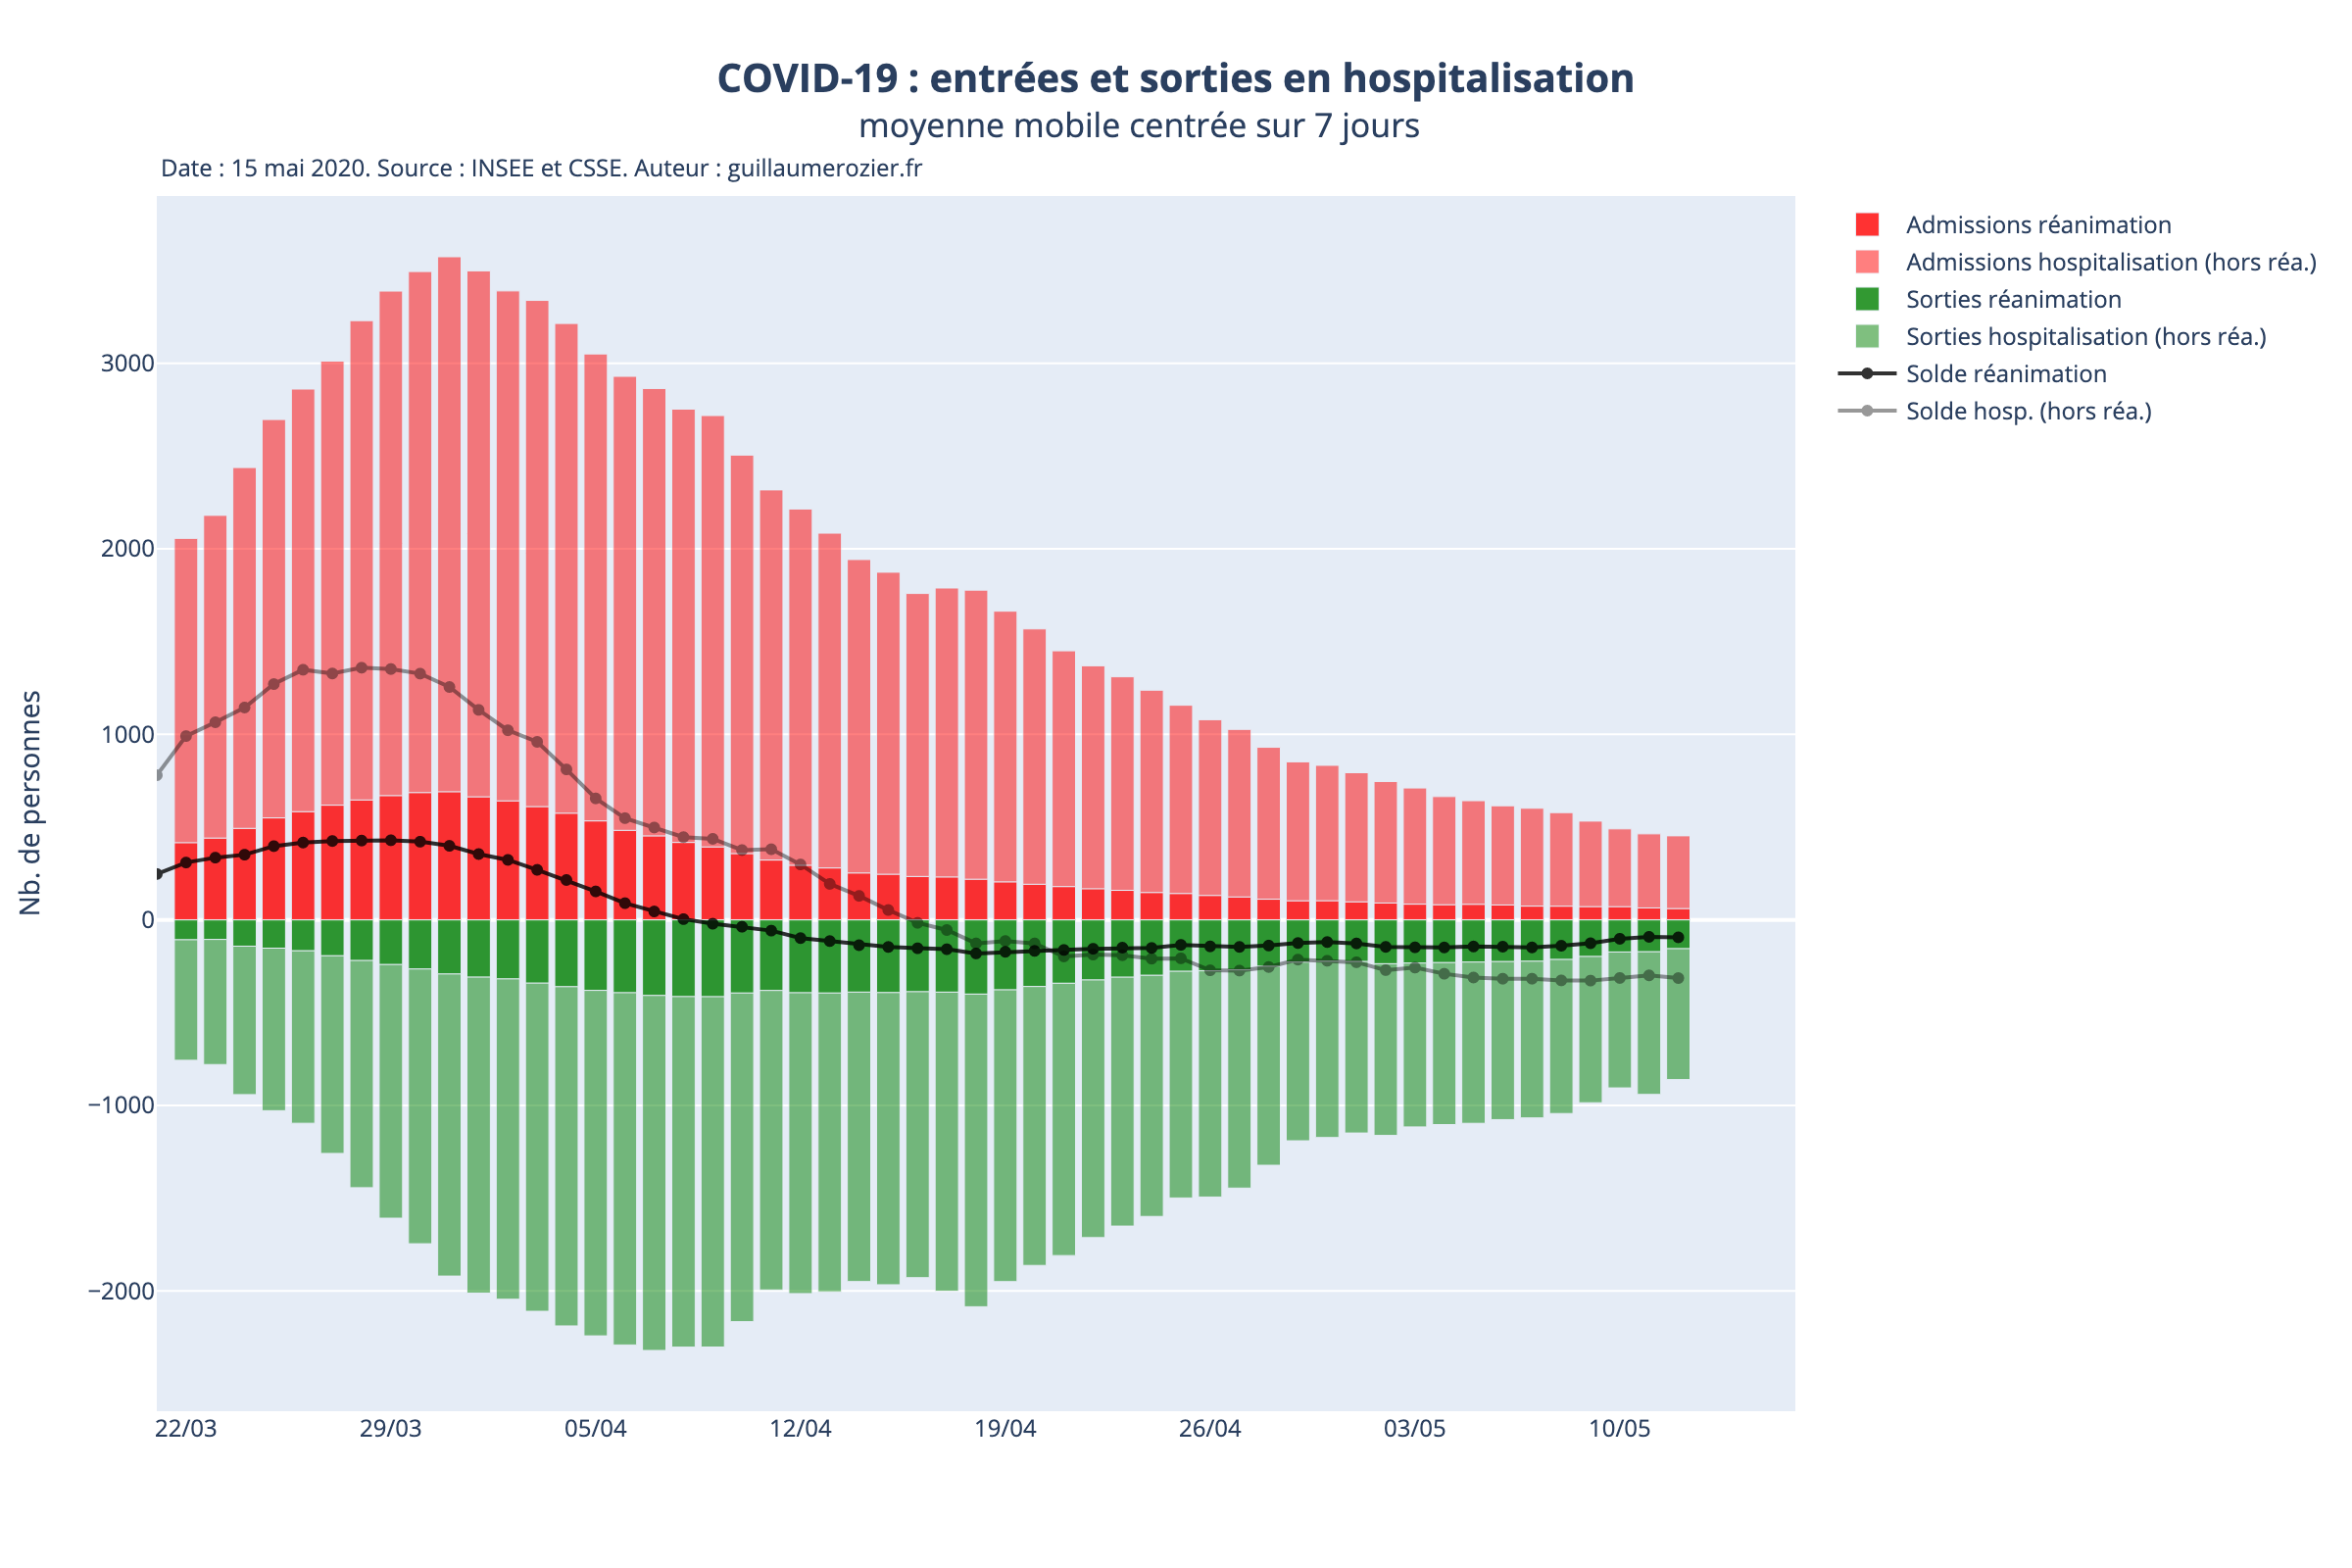 COVID-19 : entrées et sorties en hospitalisation
moyenne mobile centrée sur 7 jours
Date : 15 mai 2020. Source : INSEE et CSSE. Auteur : guillaumerozier.fr
Admissions réanimation
Admissions hospitalisation (hors réa.)
Sorties réanimation
Sorties hospitalisation (hors réa.)
Solde réanimation
Solde hosp. (hors réa.)
Nb. de personnes
3000
2000
1000
0
−1000
−2000
22/03 29/03 05/04 12/04 19/04 26/04 03/05 10/05